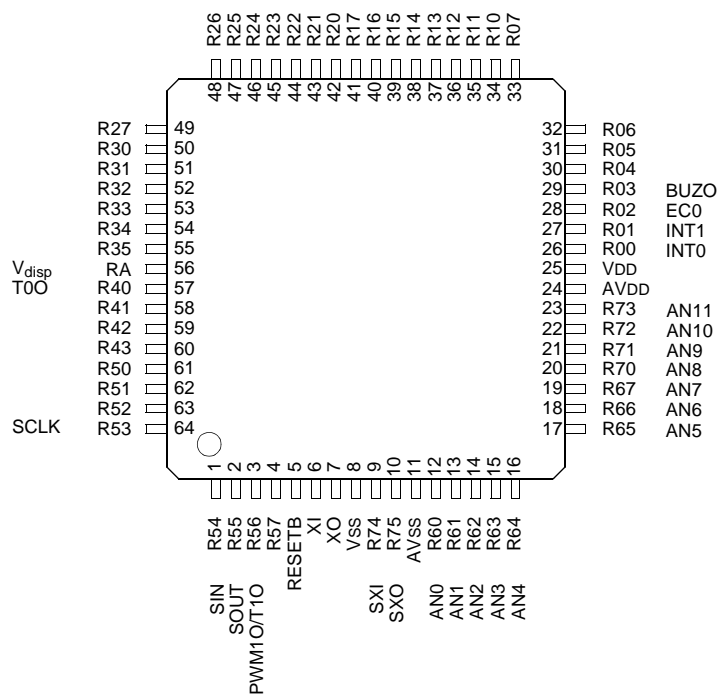 R26 R25 R24 R23 R22 R21 R20 R17 R16 R15 R14 R13 R12 R11 R10 R07
48 47 46 45 44 43 42 41 40 39 38 37 36 35 34 33
R27 49
R30 50
R31 51
R32 52
R33 53
R34 54
R35 55
Vdisp RA 56
T0O R40 57
R41 58
R42 59
R43 60
R50 61
R51 62
R52 63
SCLK R53 64
32 R06
31 R05
30 R04
29 R03 BUZO
28 R02 EC0
27 R01 INT1
26 R00 INT0
25 VDD
24 AVDD
23 R73 AN11
22 R72 AN10
21 R71 AN9
20 R70 AN8
19 R67 AN7
18 R66 AN6
17 R65 AN5
1 2 3 4 5 6 7 8 9 10 11 12 13 14 15 16
R54 R55 R56 R57 RESETB XI XO VSS R74 R75 AVSS R60 R61 R62 R63 R64
SIN SOUT PWM1O/T1O SXI SXO AN0 AN1 AN2 AN3 AN4